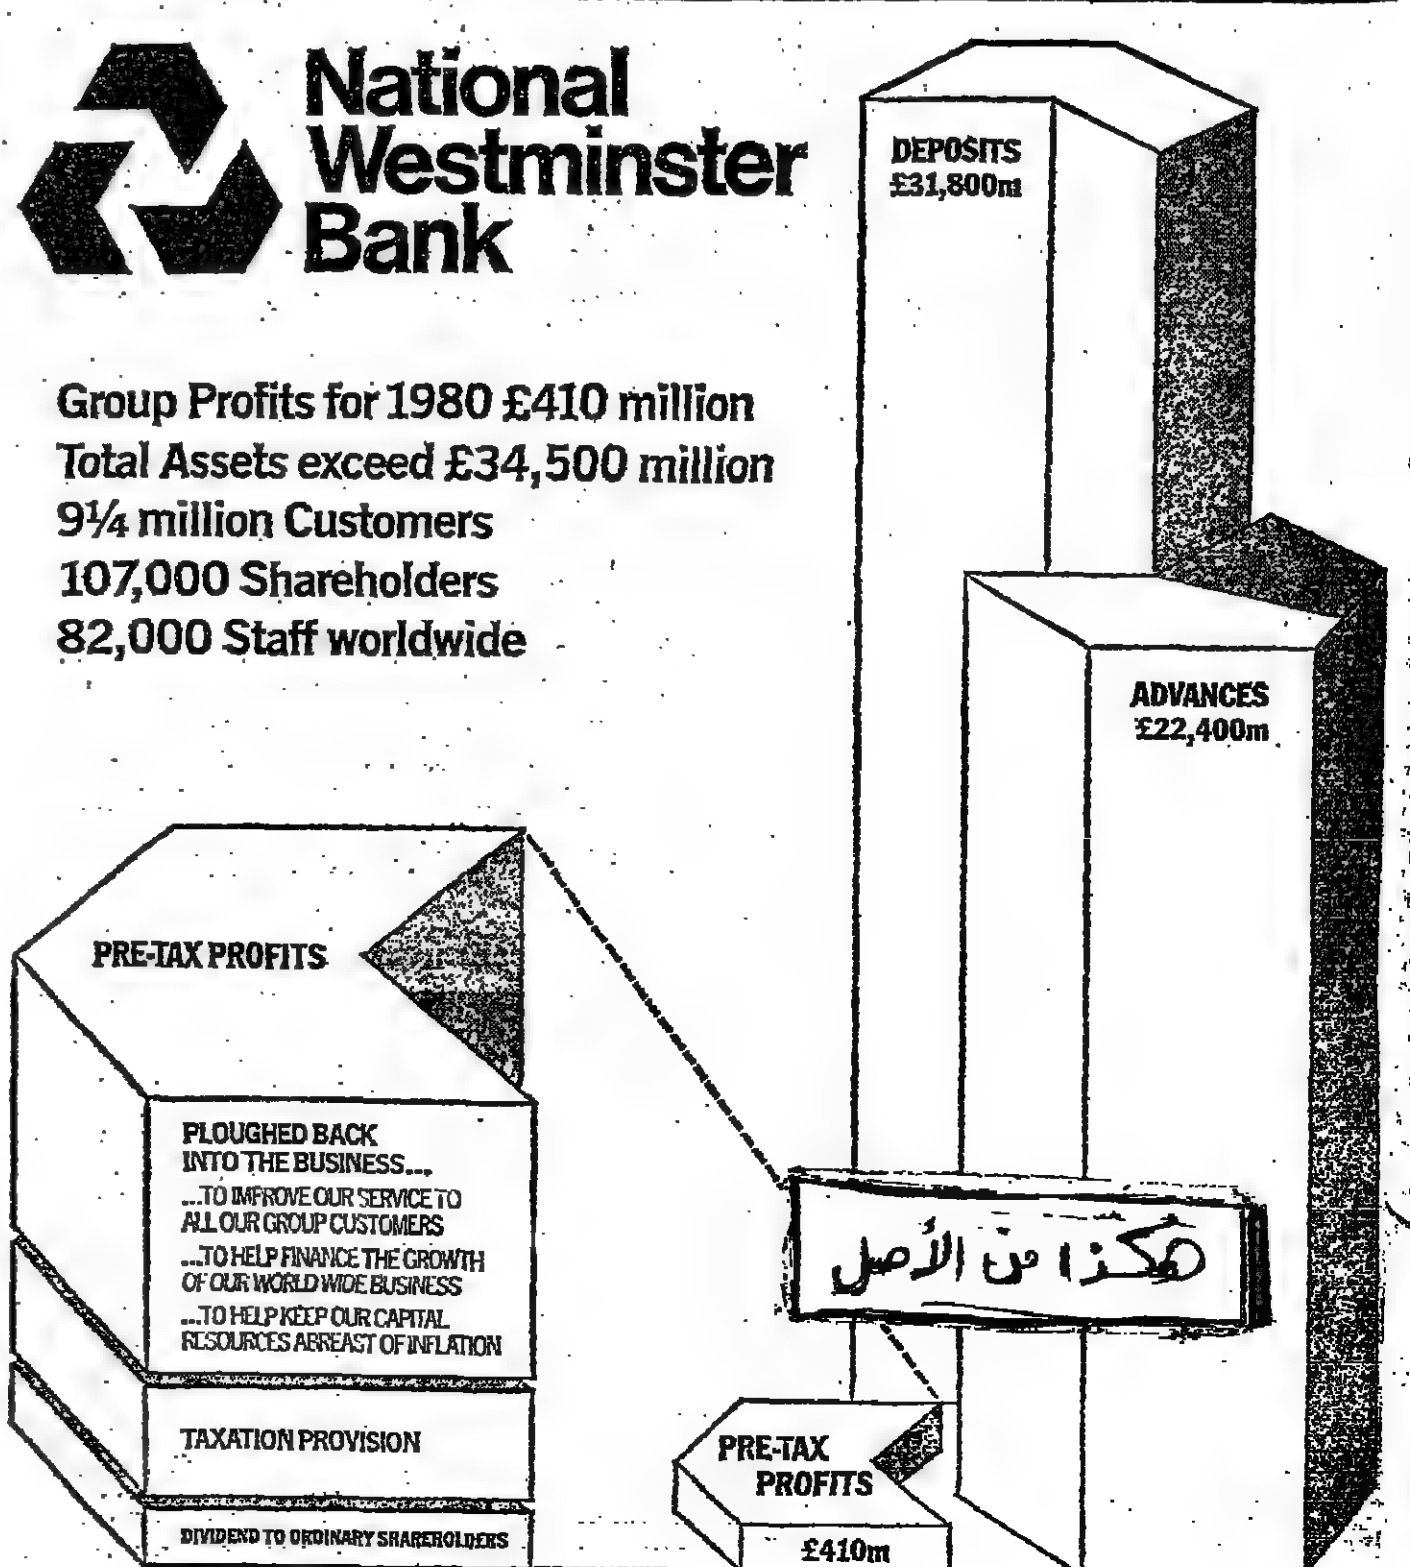 National
Westminster
Bank
Group Profits for 1980 £410 million
Total Assets exceed £34,500 million
9¼ million Customers
107,000 Shareholders
82,000 Staff worldwide
DEPOSITS
£31,800m
ADVANCES
£22,400m
PRE-TAX PROFITS
PLOUGHED BACK
INTO THE BUSINESS...
...TO IMPROVE OUR SERVICE TO
ALL OUR GROUP CUSTOMERS
...TO HELP FINANCE THE GROWTH
OF OUR WORLD WIDE BUSINESS
...TO HELP KEEP OUR CAPITAL
RESOURCES ABREAST OF INFLATION
TAXATION PROVISION
DIVIDEND TO ORDINARY SHAREHOLDERS
هكذا من الأصل
PRE-TAX
PROFITS
£410m